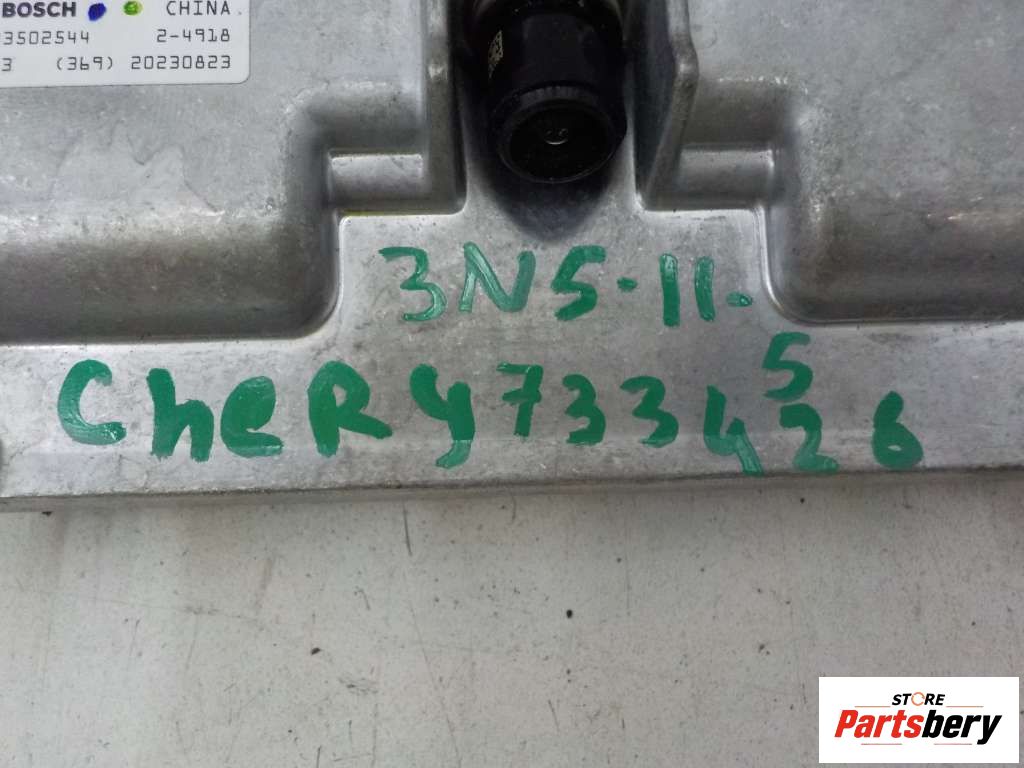 BOSCH CHINA.
3502544 2-4918
3 (369) 20230823
3N5-11-5
CheRY733426
STORE
Partsbery